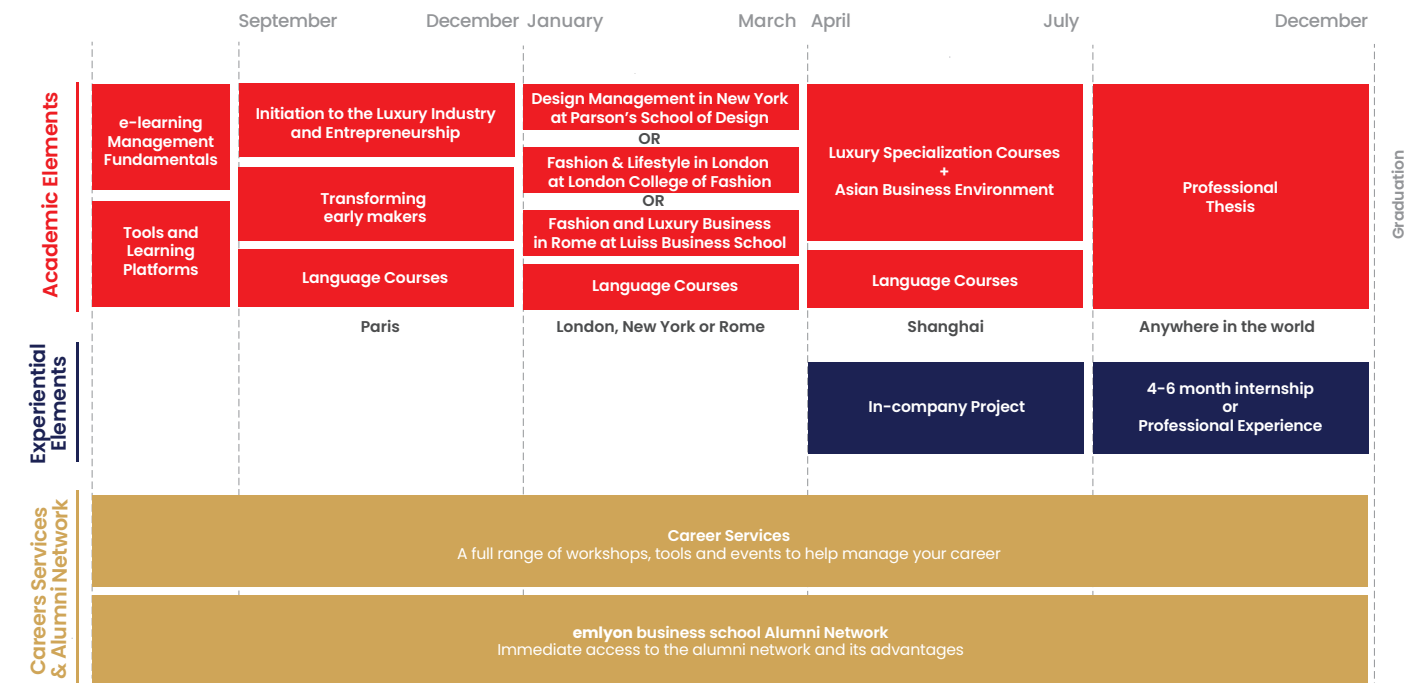 September
December
January
March
April
July
December
Academic Elements
e-learning
Management
Fundamentals
Tools and
Learning
Platforms
Initiation to the Luxury Industry
and Entrepreneurship
Transforming
early makers
Language Courses
Paris
Design Management in New York
at Parson’s School of Design
OR
Fashion & Lifestyle in London
at London College of Fashion
OR
Fashion and Luxury Business
in Rome at Luiss Business School
Language Courses
London, New York or Rome
Luxury Specialization Courses
+
Asian Business Environment
Language Courses
Shanghai
Professional
Thesis
Anywhere in the world
Graduation
Experiential
Elements
In-company Project
4-6 month internship
or
Professional Experience
Careers Services
& Alumni Network
Career Services
A full range of workshops, tools and events to help manage your career
emlyon business school Alumni Network
Immediate access to the alumni network and its advantages